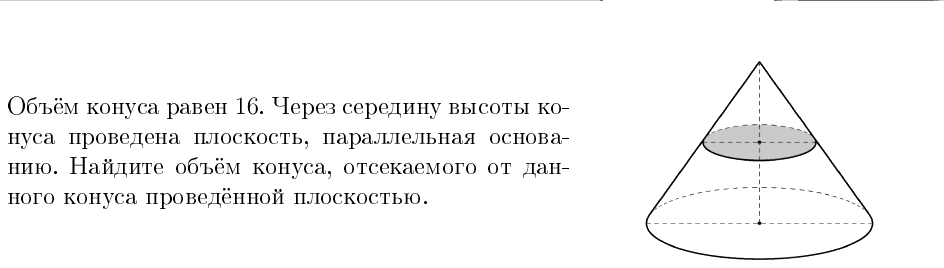 Объём конуса равен 16. Через середину высоты ко-
нуса проведена плоскость, параллельная основа-
нию. Найдите объём конуса, отсекаемого от дан-
ного конуса проведённой плоскостью.